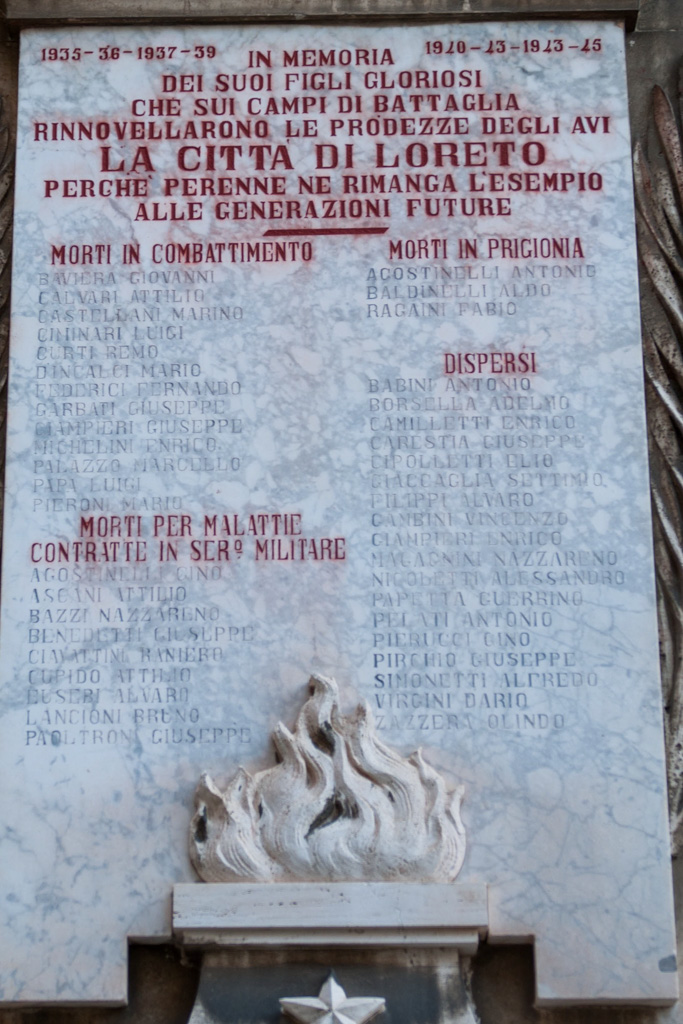 1935-36-1937-39 IN MEMORIA 1940-43-1943-45
DEI SUOI FIGLI GLORIOSI
CHE SUI CAMPI DI BATTAGLIA
RINNOVELLARONO LE PRODEZZE DEGLI AVI
LA CITTÀ DI LORETO
PERCHÈ PERENNE NE RIMANGA L'ESEMPIO
ALLE GENERAZIONI FUTURE
MORTI IN COMBATTIMENTO
BAVIERA GIOVANNI
CALVARI ATTILIO
CASTELLANI MARINO
CIMINARI LUIGI
CURTI REMO
D'INCALCI MARIO
FEDERICI FERNANDO
GARBATI GIUSEPPE
GIAMPIERI GIUSEPPE
MICHELINI ENRICO
PALAZZO MARCELLO
PAPA LUIGI
PIERONI MARIO
MORTI PER MALATTIE
CONTRATTE IN SERº MILITARE
AGOSTINELLI GINO
ASCANI ATTILIO
BAZZI NAZZARENO
BENEDETTI GIUSEPPE
CIAVATTINI RANIERO
CUPIDO ATTILIO
EUSEBI ALVARO
LANCIONI BRUNO
PAOLTRONI GIUSEPPE
MORTI IN PRIGIONIA
AGOSTINELLI ANTONIO
BALDINELLI ALDO
RAGAINI FABIO
DISPERSI
BABINI ANTONIO
BORSELLA ADELMO
CAMILLETTI ENRICO
CARESTIA GIUSEPPE
CIPOLLETTI ELIO
GIACCAGLIA SETTIMIO
FILIPPI ALVARO
GAMBINI VINCENZO
GIAMPIERI ENRICO
MAGAGNINI NAZZARENO
NICOLETTI ALESSANDRO
PAPETTA GUERRINO
PELATI ANTONIO
PIERUCCI GINO
PIRCHIO GIUSEPPE
SIMONETTI ALFREDO
VIRGINI DARIO
ZAZZERA OLINDO